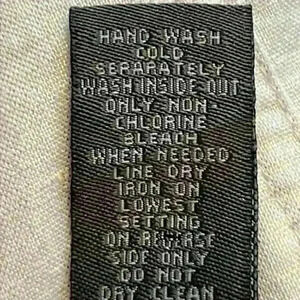 HAND WASH
COLD
SEPARATELY
WASH INSIDE OUT
ONLY NON-
CHLORINE
BLEACH
WHEN NEEDED
LINE DRY
IRON ON
LOWEST
SETTING
ON REVERSE
SIDE ONLY
DO NOT
DRY CLEAN